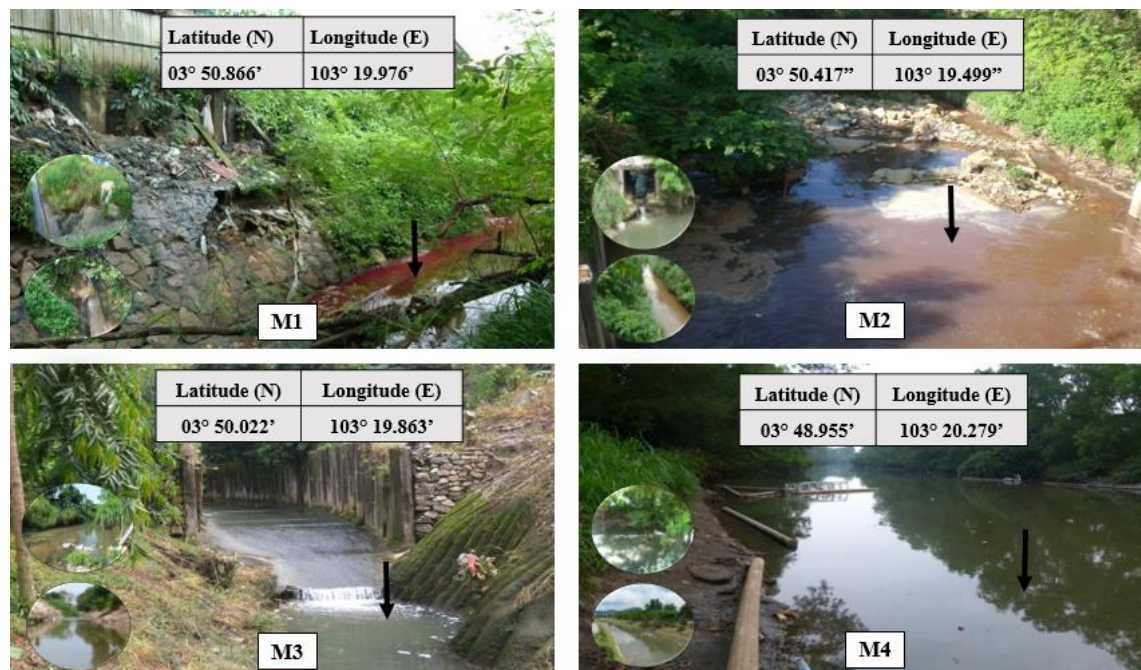 Latitude (N) Longitude (E)
03° 50.866’ 103° 19.976’
M1
Latitude (N) Longitude (E)
03° 50.417” 103° 19.499”
M2
Latitude (N) Longitude (E)
03° 50.022’ 103° 19.863’
M3
Latitude (N) Longitude (E)
03° 48.955’ 103° 20.279’
M4